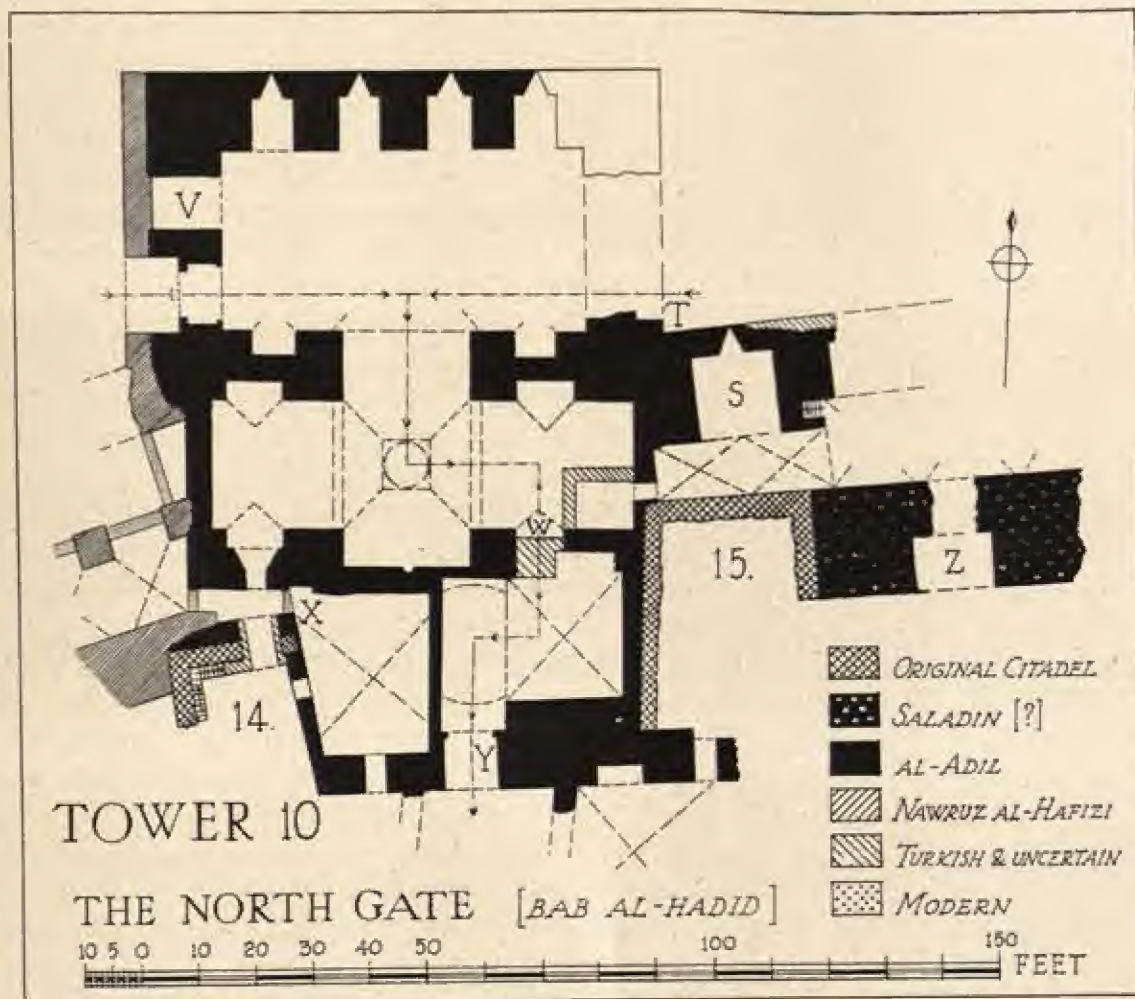 V
T
S
W
15.
Z
X
14.
Y
ORIGINAL CITADEL
SALADIN [?]
AL-ADIL
NAWRUZ AL-HAFIZI
TURKISH & UNCERTAIN
MODERN
TOWER 10
THE NORTH GATE [BAB AL-HADID]
10 5 0 10 20 30 40 50 100 150
FEET